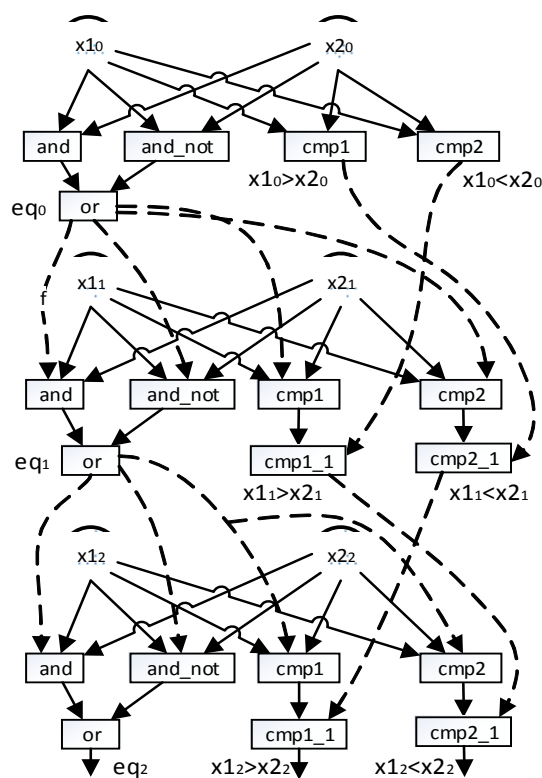 x1₀ x2₀
and and_not cmp1 cmp2
x1₀>x2₀ x1₀<x2₀
eq₀ or
f
x1₁ x2₁
and and_not cmp1 cmp2
eq₁ or cmp1_1 cmp2_1
x1₁>x2₁ x1₁<x2₁
x1₂ x2₂
and and_not cmp1 cmp2
or cmp1_1 cmp2_1
eq₂ x1₂>x2₂ x1₂<x2₂